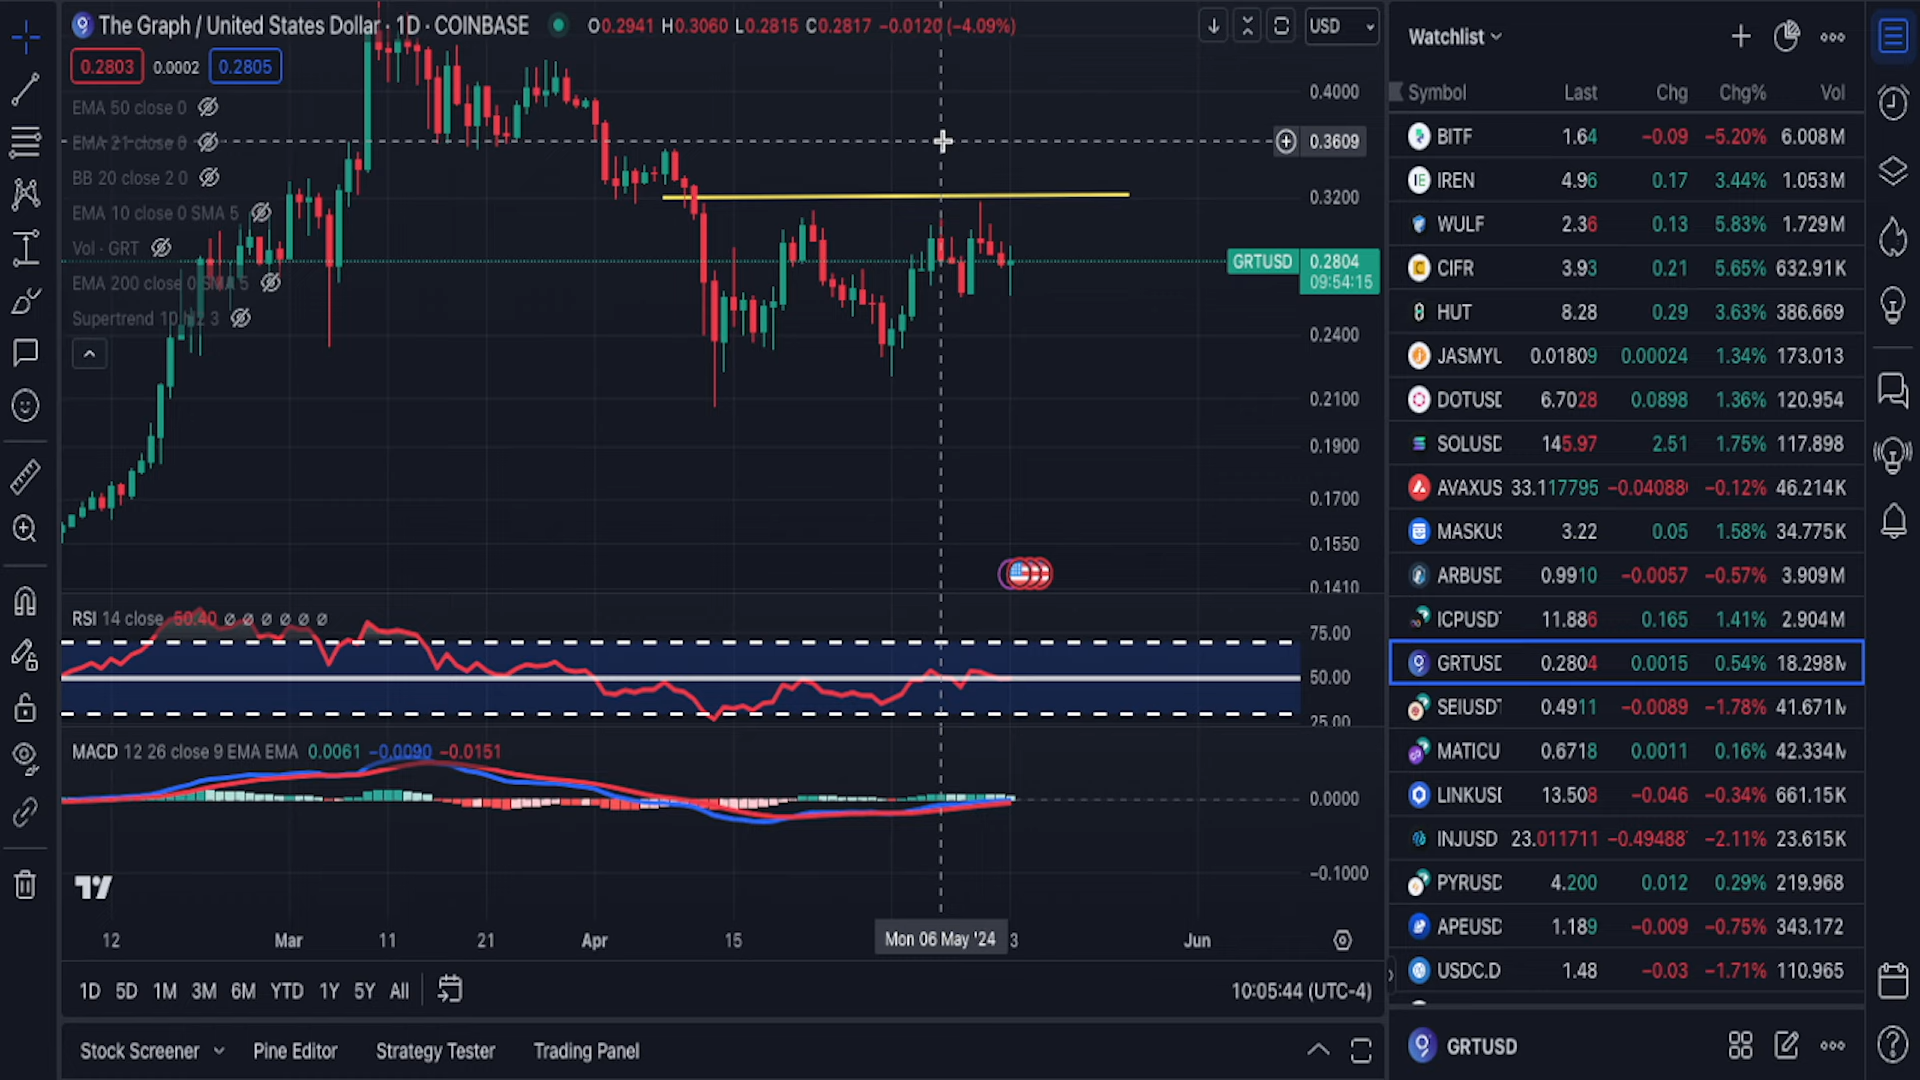 The Graph / United States Dollar · 1D · COINBASE
O0.2941 H0.3060 L0.2815 C0.2817 −0.0120 (−4.09%)
USD
0.2803 0.0002 0.2805
EMA 50 close 0
EMA 21 close 0
BB 20 close 2 0
EMA 10 close 0 SMA 5
Vol · GRT
EMA 200 close 0 SMA 5
Supertrend 10 hl2 3
0.4000
0.3609
0.3200
GRTUSD 0.2804
09:54:15
0.2400
0.2100
0.1900
0.1700
0.1550
0.1410
RSI 14 close 50.40 ø ø ø ø ø ø
75.00
50.00
25.00
MACD 12 26 close 9 EMA EMA 0.0061 −0.0090 −0.0151
0.0000
−0.1000
12 Mar 11 21 Apr 15 Mon 06 May '24 3 Jun
1D 5D 1M 3M 6M YTD 1Y 5Y All
10:05:44 (UTC-4)
Stock Screener Pine Editor Strategy Tester Trading Panel
Watchlist
Symbol Last Chg Chg% Vol
BITF 1.64 −0.09 −5.20% 6.008M
IREN 4.96 0.17 3.44% 1.053M
WULF 2.36 0.13 5.83% 1.729M
CIFR 3.93 0.21 5.65% 632.91K
HUT 8.28 0.29 3.63% 386.669
JASMYU 0.01809 0.00024 1.34% 173.013
DOTUSD 6.7028 0.0898 1.36% 120.954
SOLUSD 145.97 2.51 1.75% 117.898
AVAXUS 33.117795 −0.04088 −0.12% 46.214K
MASKUS 3.22 0.05 1.58% 34.775K
ARBUSD 0.9910 −0.0057 −0.57% 3.909M
ICPUSDT 11.886 0.165 1.41% 2.904M
GRTUSD 0.2804 0.0015 0.54% 18.298M
SEIUSDT 0.4911 −0.0089 −1.78% 41.671M
MATICU 0.6718 0.0011 0.16% 42.334M
LINKUSD 13.508 −0.046 −0.34% 661.15K
INJUSD 23.011711 −0.49488 −2.11% 23.615K
PYRUSD 4.200 0.012 0.29% 219.968
APEUSD 1.189 −0.009 −0.75% 343.172
USDC.D 1.48 −0.03 −1.71% 110.965
GRTUSD